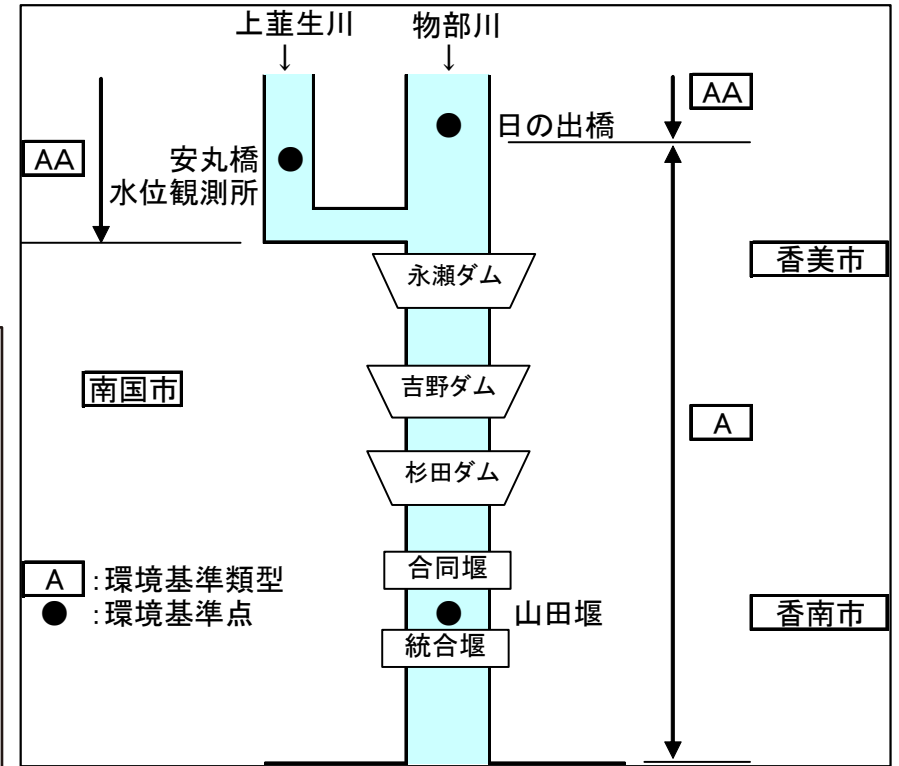 上韮生川
物部川
↓
↓
AA
日の出橋
AA
安丸橋
水位観測所
香美市
永瀬ダム
南国市
吉野ダム
A
杉田ダム
合同堰
A :環境基準類型
● :環境基準点
山田堰
香南市
統合堰